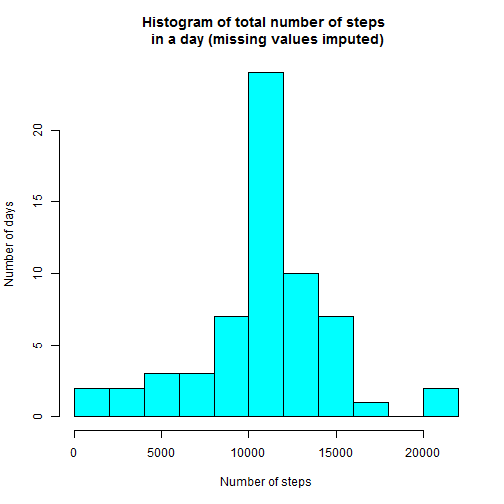 Histogram of total number of steps
in a day (missing values imputed)
Number of days
20
15
10
5
0
0 5000 10000 15000 20000
Number of steps